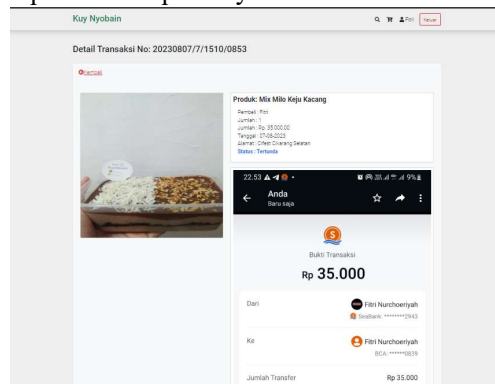 Kuy Nyobain
Fitri
Keluar
Detail Transaksi No: 20230807/7/1510/0853
Kembali
Produk: Mix Milo Keju Kacang
Pembeli : Fitri
Jumlah : 1
Jumlah : Rp. 35.000,00
Tanggal : 07-08-2023
Alamat : Cifest Cikarang Selatan
Status : Tertunda
22.53
9%
Anda
Baru saja
Bukti Transaksi
Rp 35.000
Dari
Fitri Nurchoeriyah
SeaBank: ********2943
Ke
Fitri Nurchoeriyah
BCA: ******0839
Jumlah Transfer
Rp 35.000